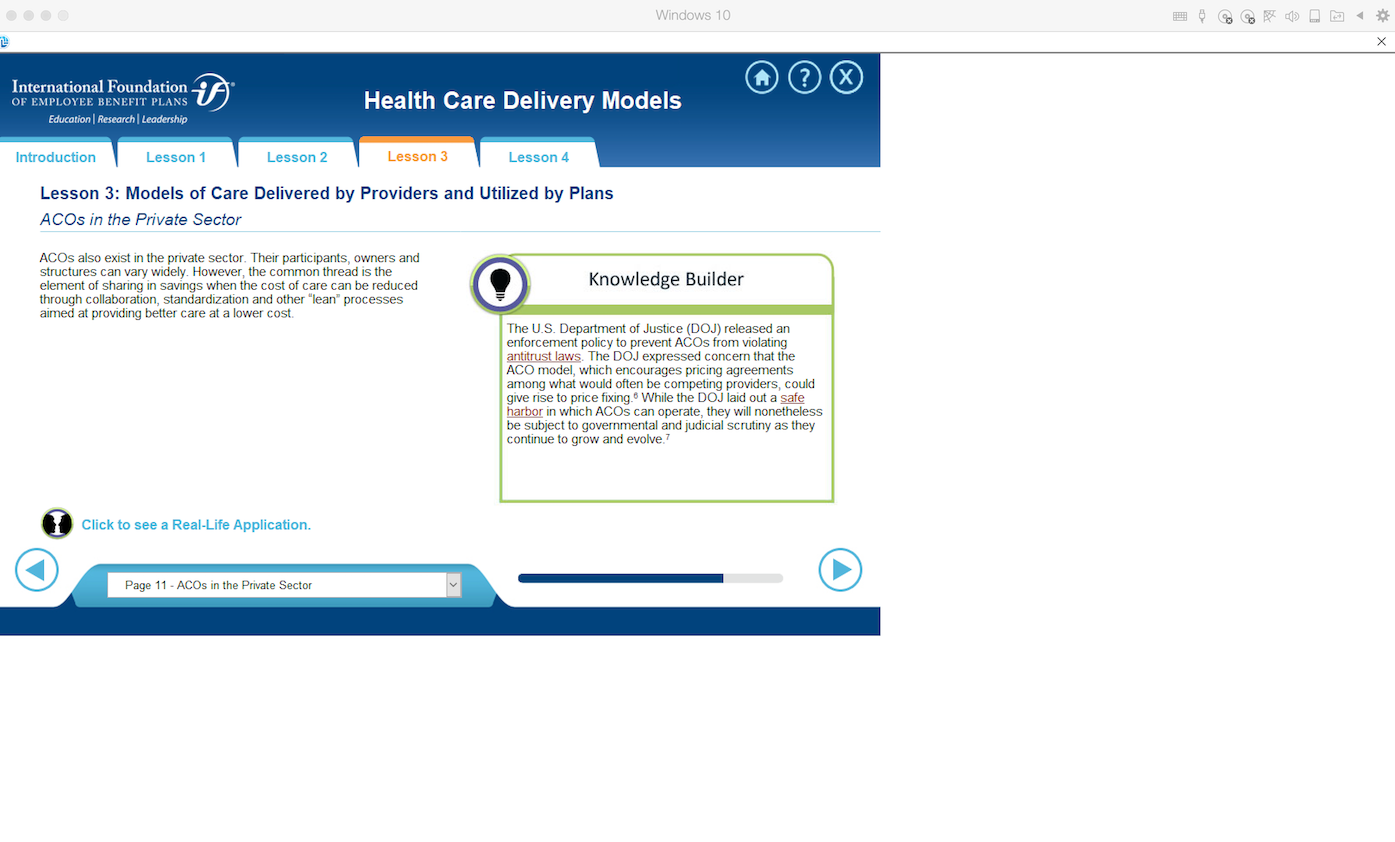 Windows 10
International Foundation
OF EMPLOYEE BENEFIT PLANS
Education | Research | Leadership
if®
Health Care Delivery Models
?
X
Introduction
Lesson 1
Lesson 2
Lesson 3
Lesson 4
Lesson 3: Models of Care Delivered by Providers and Utilized by Plans
ACOs in the Private Sector
ACOs also exist in the private sector. Their participants, owners and
structures can vary widely. However, the common thread is the
element of sharing in savings when the cost of care can be reduced
through collaboration, standardization and other “lean” processes
aimed at providing better care at a lower cost.
Knowledge Builder
The U.S. Department of Justice (DOJ) released an
enforcement policy to prevent ACOs from violating
antitrust laws. The DOJ expressed concern that the
ACO model, which encourages pricing agreements
among what would often be competing providers, could
give rise to price fixing.⁶ While the DOJ laid out a safe
harbor in which ACOs can operate, they will nonetheless
be subject to governmental and judicial scrutiny as they
continue to grow and evolve.⁷
Click to see a Real-Life Application.
Page 11 - ACOs in the Private Sector